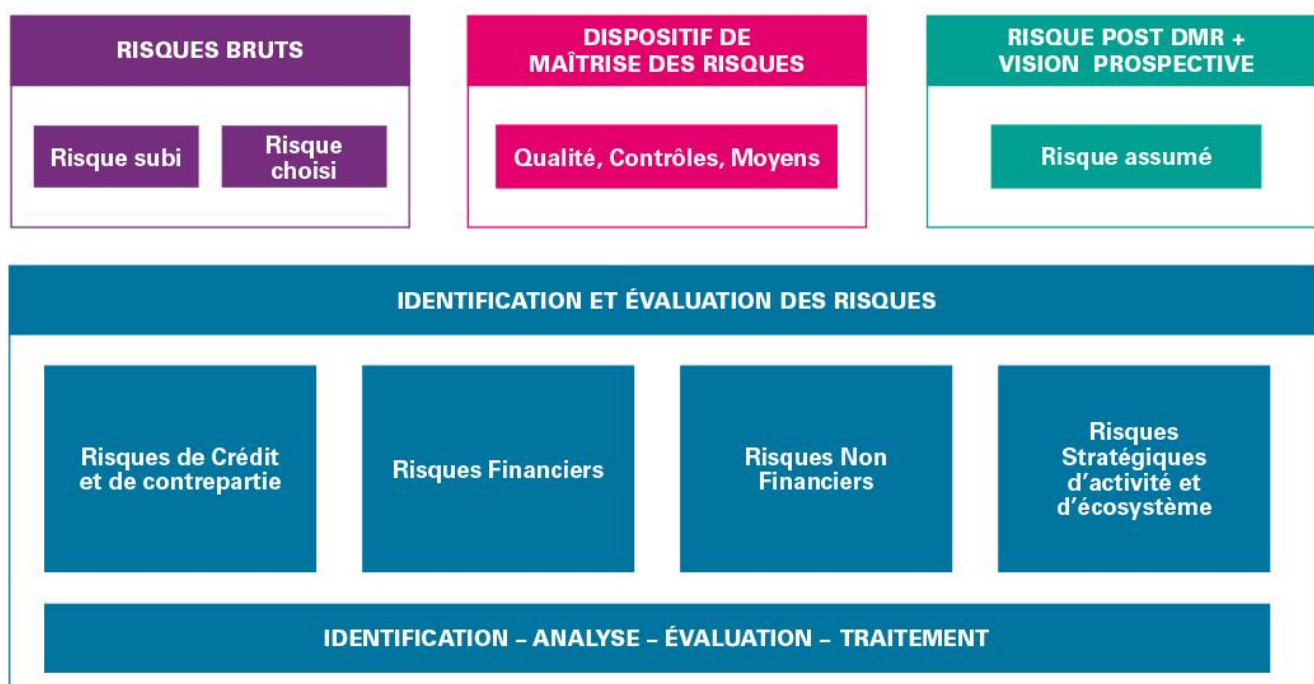 RISQUES BRUTS
Risque subi
Risque
choisi
DISPOSITIF DE
MAÎTRISE DES RISQUES
Qualité, Contrôles, Moyens
RISQUE POST DMR +
VISION PROSPECTIVE
Risque assumé
IDENTIFICATION ET ÉVALUATION DES RISQUES
Risques de Crédit
et de contrepartie
Risques Financiers
Risques Non
Financiers
Risques
Stratégiques
d’activité et
d’écosystème
IDENTIFICATION – ANALYSE – ÉVALUATION – TRAITEMENT